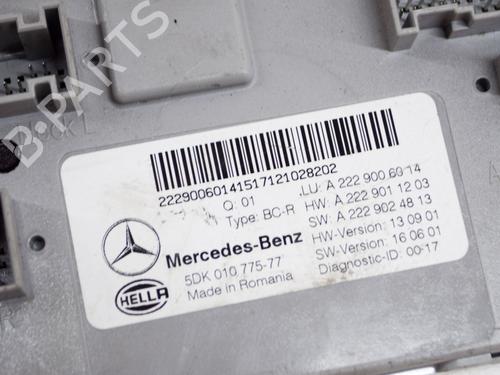 B-PARTS
22290060141517121028202
Q: 01
Type: BC-R
Mercedes-Benz
5DK 010 775-77
Made in Romania
HELLA
LU: A 222 900 60 14
HW: A 222 901 12 03
SW: A 222 902 48 13
HW-Version: 13 09 01
SW-Version: 16 06 01
Diagnostic-ID: 00-17